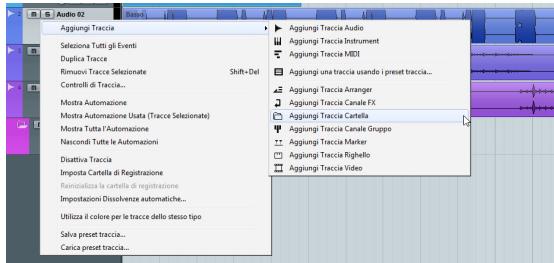 2 m S Audio 02 Basso
Aggiungi Traccia
Seleziona Tutti gli Eventi
Duplica Tracce
Rimuovi Tracce Selezionate Shift+Del
Controlli di Traccia...
Mostra Automazione
Mostra Automazione Usata (Tracce Selezionate)
Mostra Tutta l'Automazione
Nascondi Tutte le Automazioni
Disattiva Traccia
Imposta Cartella di Registrazione
Reinizializza la cartella di registrazione
Impostazioni Dissolvenze automatiche...
Utilizza il colore per le tracce dello stesso tipo
Salva preset traccia...
Carica preset traccia...
Aggiungi Traccia Audio
Aggiungi Traccia Instrument
Aggiungi Traccia MIDI
Aggiungi una traccia usando i preset traccia...
Aggiungi Traccia Arranger
Aggiungi Traccia Canale FX
Aggiungi Traccia Cartella
Aggiungi Traccia Canale Gruppo
Aggiungi Traccia Marker
Aggiungi Traccia Righello
Aggiungi Traccia Video